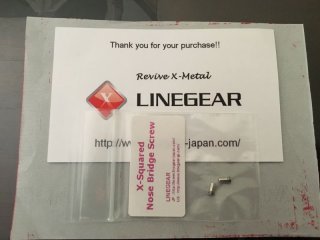 Thank you for your purchase!!
Revive X-Metal
X
LINEGEAR
http://w -japan.com/
X-Squared
Nose Bridge Screw
LINEGEAR